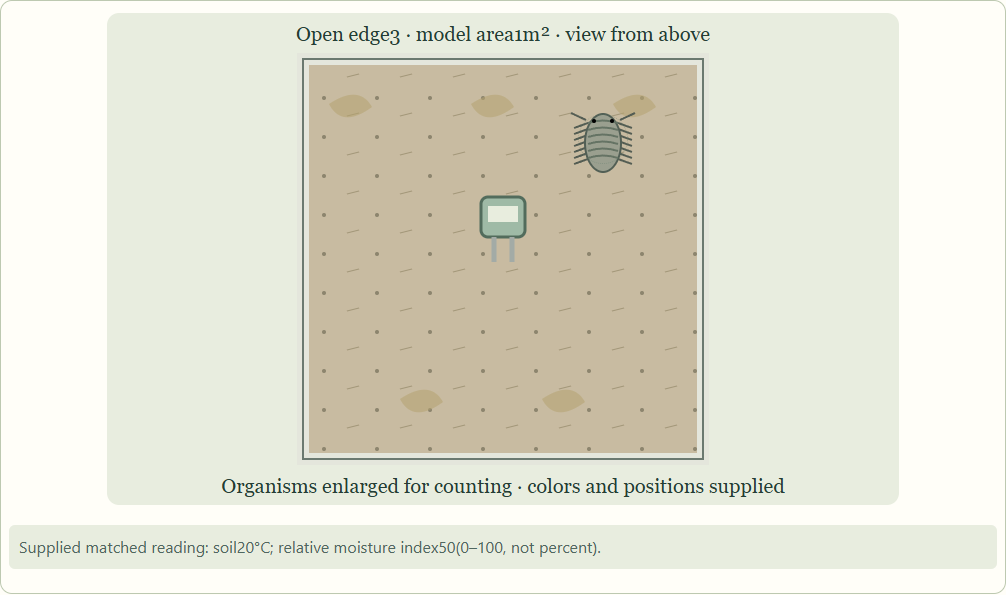 Open edge3 · model area1m² · view from above
Organisms enlarged for counting · colors and positions supplied
Supplied matched reading: soil20°C; relative moisture index50(0–100, not percent).